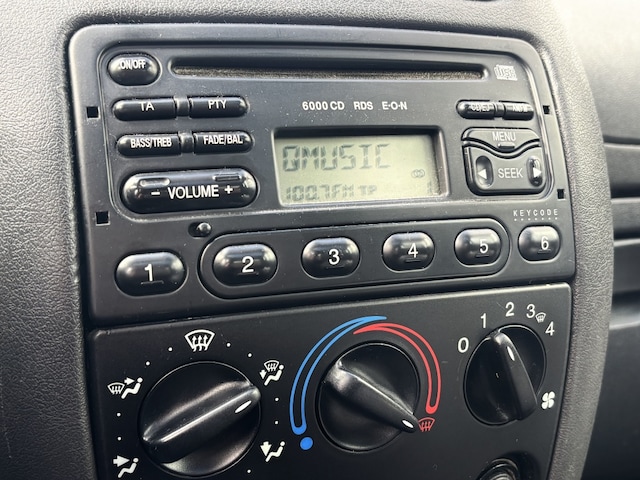 ON/OFF
TA PTY 6000 CD RDS E·O·N
BASS/TREB FADE/BAL MENU
QMUSIC
- VOLUME + SEEK
100.7FM TP 1
KEYCODE
1 2 3 4 5 6
0 1 2 3 4